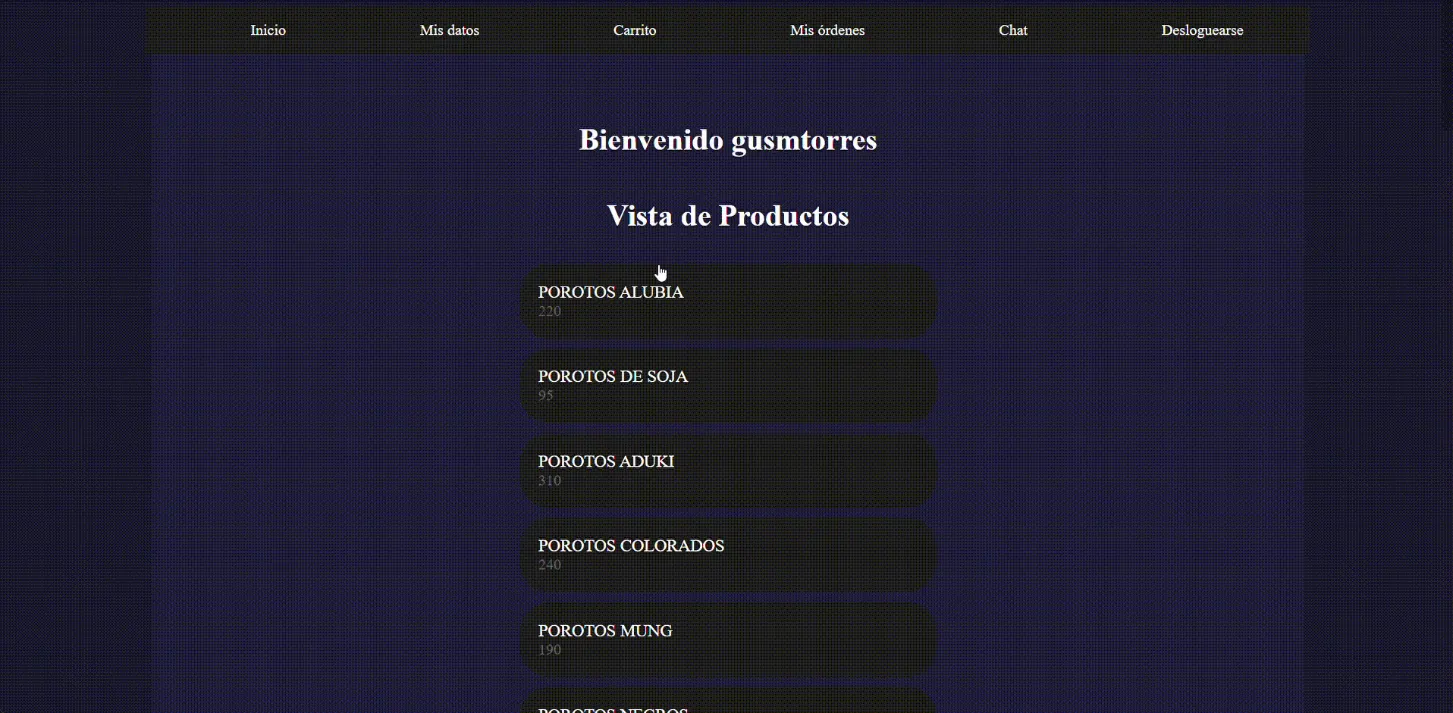 Inicio Mis datos Carrito Mis órdenes Chat Desloguearse
Bienvenido gusmtorres
Vista de Productos
POROTOS ALUBIA
220
POROTOS DE SOJA
95
POROTOS ADUKI
310
POROTOS COLORADOS
240
POROTOS MUNG
190
POROTOS NEGROS